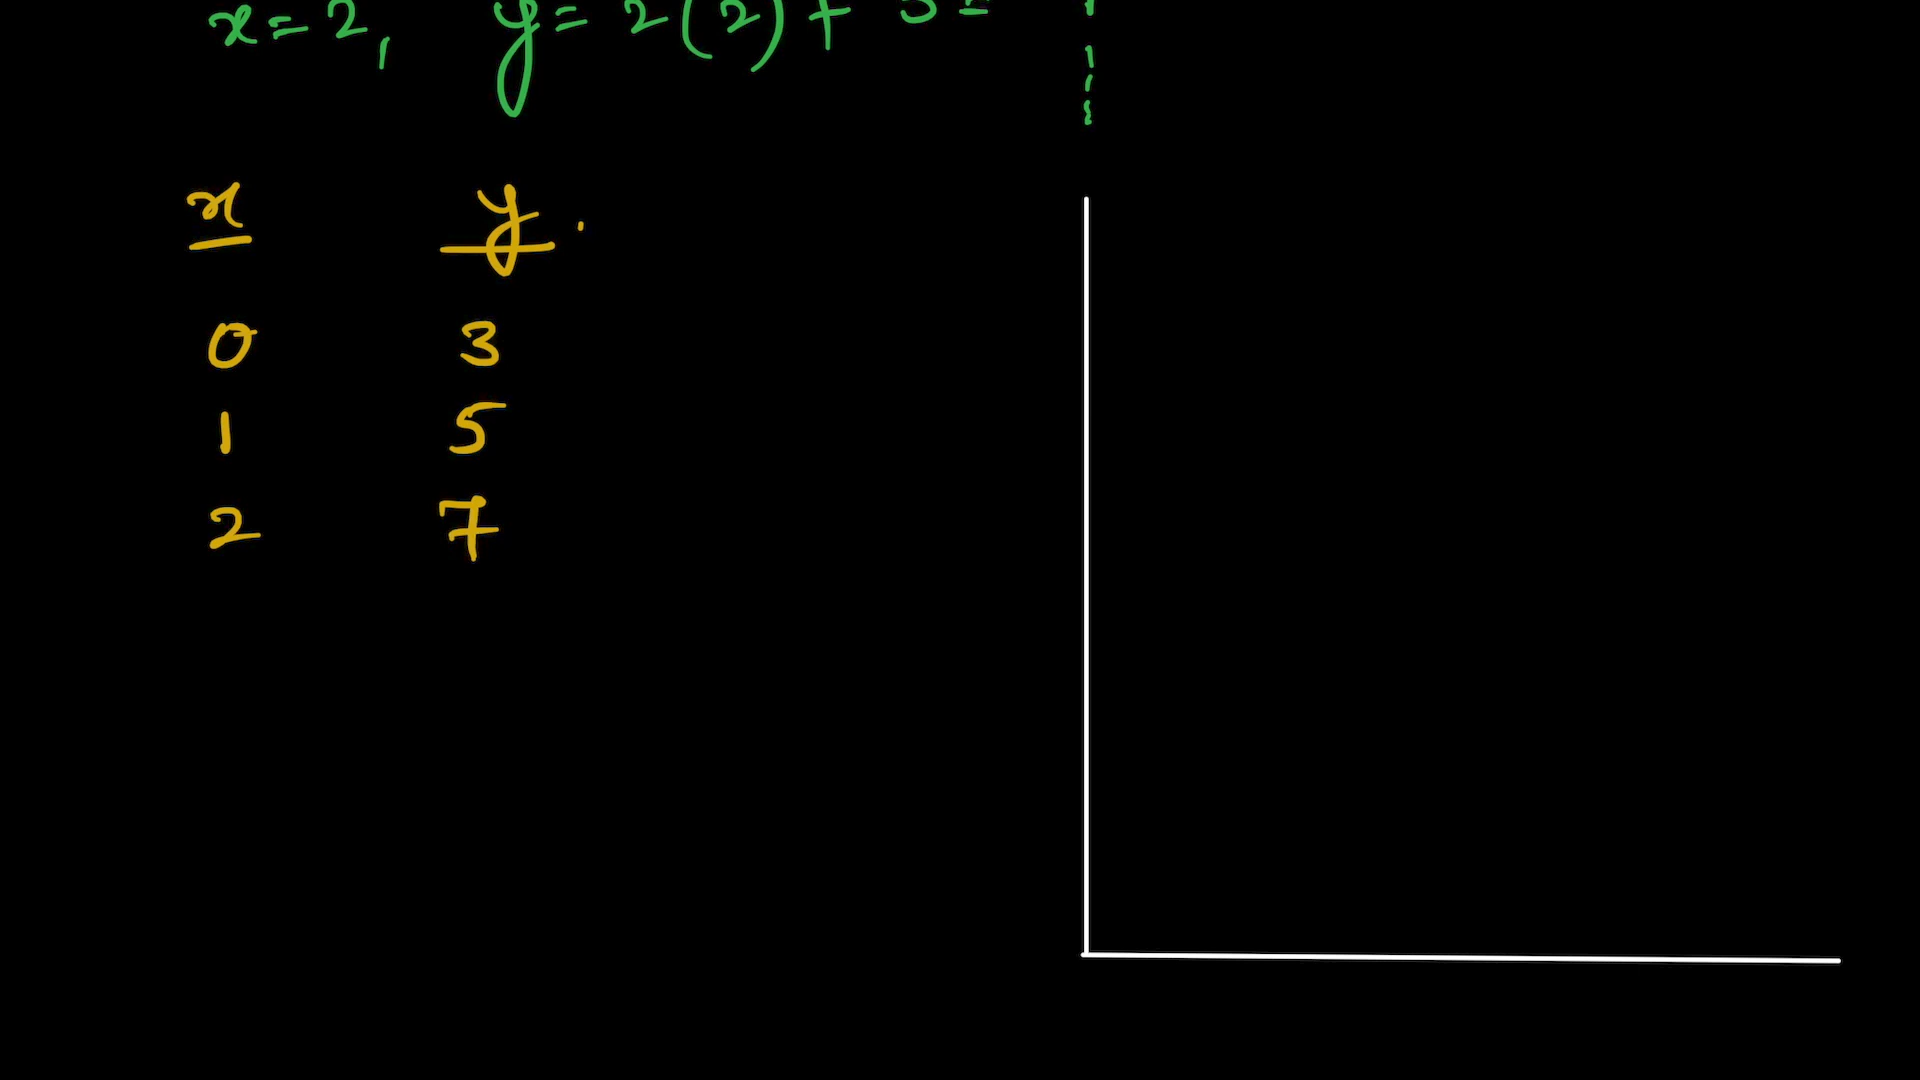 x = 2, y = 2(2) + 3 =
x y
0 3
1 5
2 7